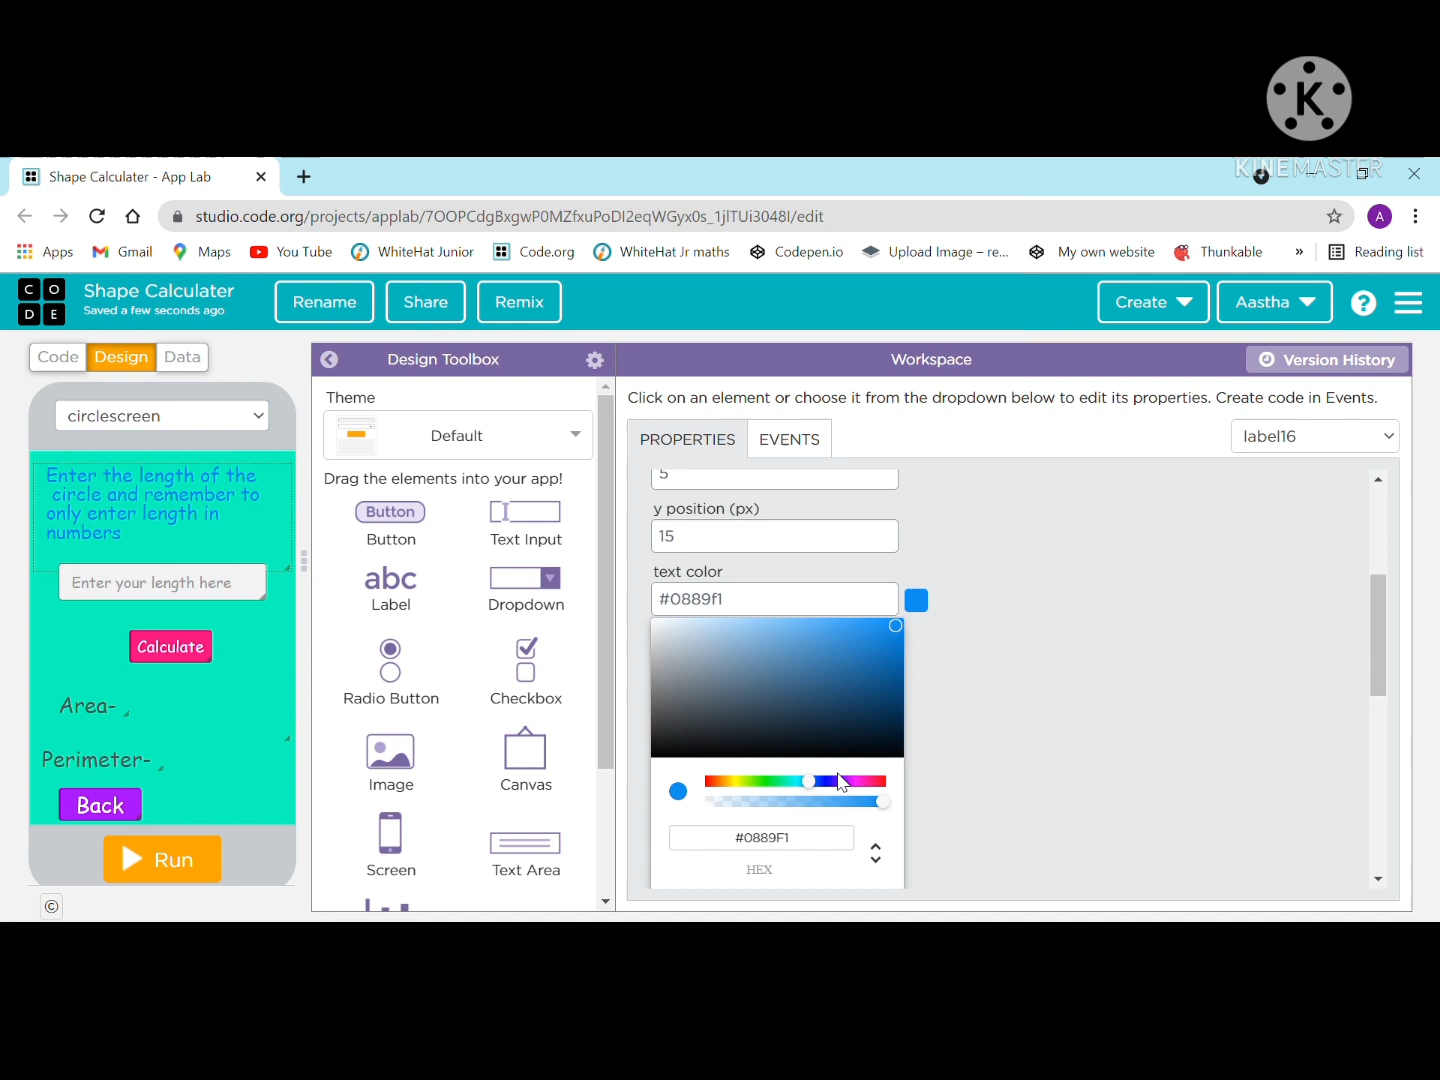 K
KINEMASTER
Shape Calculater - App Lab
studio.code.org/projects/applab/7OOPCdgBxgwP0MZfxuPoDI2eqWGyx0s_1jlTUi3048I/edit
A
Apps
Gmail
Maps
You Tube
WhiteHat Junior
Code.org
WhiteHat Jr maths
Codepen.io
Upload Image – re...
My own website
Thunkable
»
Reading list
C O
D E
Shape Calculater
Saved a few seconds ago
Rename
Share
Remix
Create
Aastha
?
Code
Design
Data
Design Toolbox
Workspace
Version History
circlescreen
Enter the length of the
circle and remember to
only enter length in
numbers
Enter your length here
Calculate
Area-
Perimeter-
Back
Run
©
Theme
Default
Drag the elements into your app!
Button
Button
Text Input
abc
Label
Dropdown
Radio Button
Checkbox
Image
Canvas
Screen
Text Area
Click on an element or choose it from the dropdown below to edit its properties. Create code in Events.
PROPERTIES
EVENTS
label16
5
y position (px)
15
text color
#0889f1
#0889F1
HEX